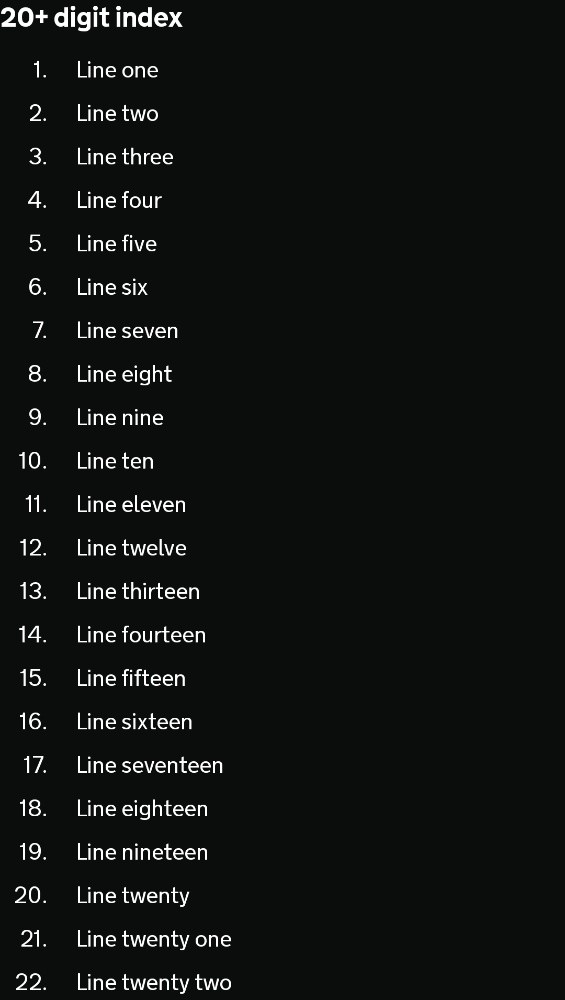 20+ digit index
1. Line one
2. Line two
3. Line three
4. Line four
5. Line five
6. Line six
7. Line seven
8. Line eight
9. Line nine
10. Line ten
11. Line eleven
12. Line twelve
13. Line thirteen
14. Line fourteen
15. Line fifteen
16. Line sixteen
17. Line seventeen
18. Line eighteen
19. Line nineteen
20. Line twenty
21. Line twenty one
22. Line twenty two